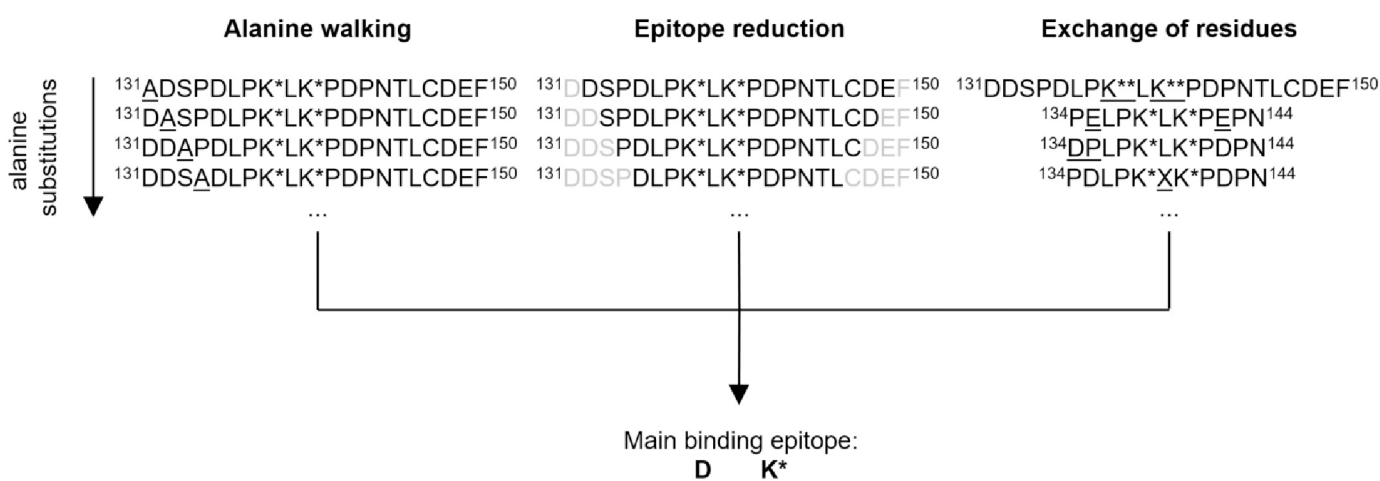 Alanine walking Epitope reduction Exchange of residues
alanine substitutions
131ADSPDLPK*LK*PDPNTLCDEF150 131DDSPDLPK*LK*PDPNTLCDEF150 131DDSPDLPK**LK**PDPNTLCDEF150
131DASPDLPK*LK*PDPNTLCDEF150 131DDSPDLPK*LK*PDPNTLCDEF150 134PELPK*LK*PEPN144
131DDAPDLPK*LK*PDPNTLCDEF150 131DDSPDLPK*LK*PDPNTLCDEF150 134DPLPK*LK*PDPN144
131DDSADLPK*LK*PDPNTLCDEF150 131DDSPDLPK*LK*PDPNTLCDEF150 134PDLPK*XK*PDPN144
... ... ...
Main binding epitope:
D K*